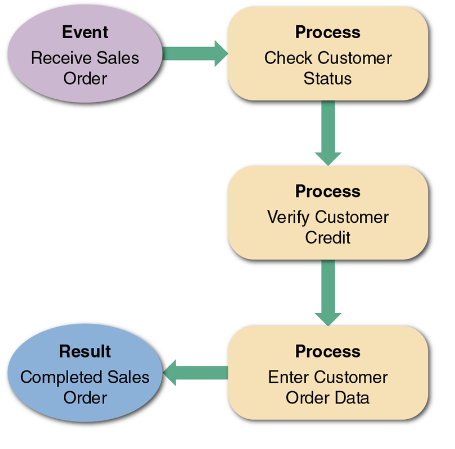 Event
Receive Sales
Order
Process
Check Customer
Status
Process
Verify Customer
Credit
Process
Enter Customer
Order Data
Result
Completed Sales
Order